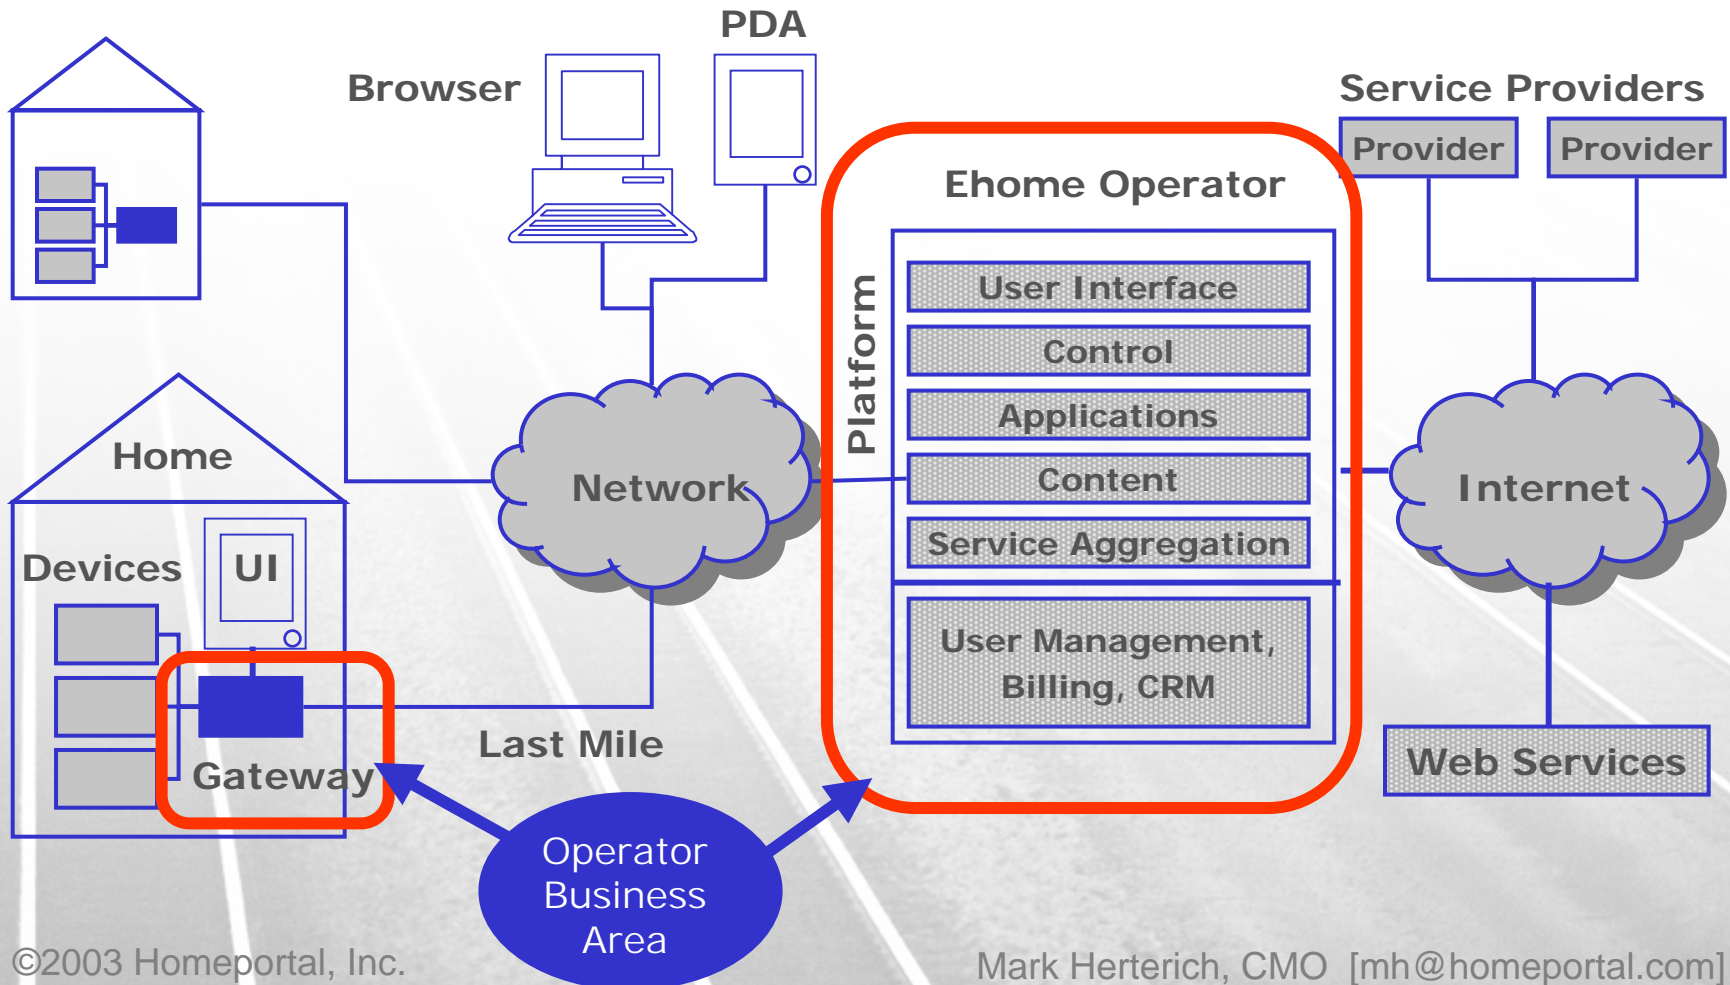 PDA
Browser
Service Providers
Provider
Provider
Ehome Operator
Platform
User Interface
Control
Applications
Content
Service Aggregation
User Management,
Billing, CRM
Home
Devices
UI
Gateway
Network
Last Mile
Internet
Web Services
Operator
Business
Area
©2003 Homeportal, Inc.
Mark Herterich, CMO [mh@homeportal.com]